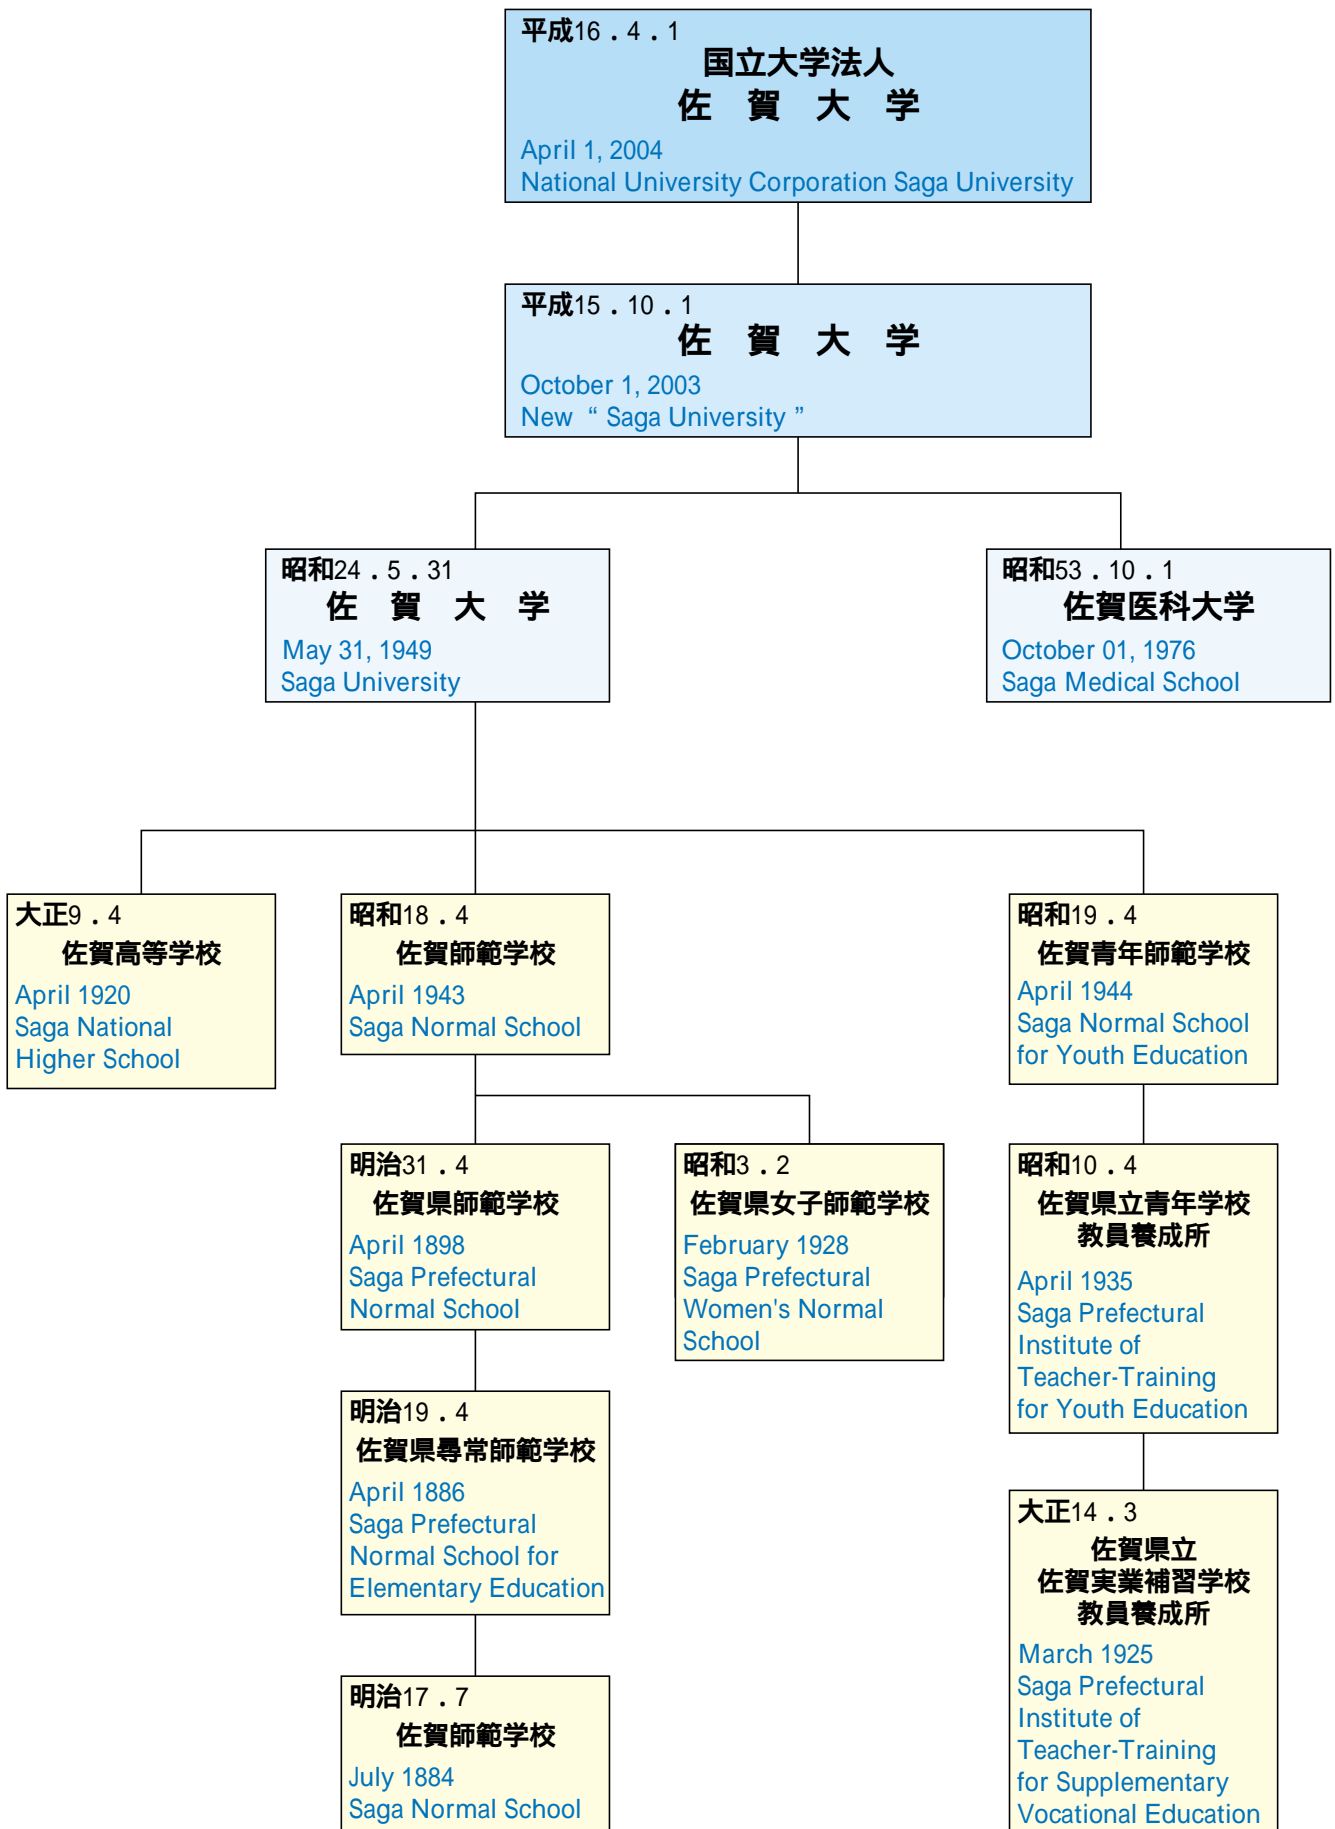 平成16．4．1
国立大学法人
佐　賀　大　学
April 1, 2004
National University Corporation Saga University
平成15．10．1
佐　賀　大　学
October 1, 2003
New “ Saga University ”
昭和24．5．31
佐　賀　大　学
May 31, 1949
Saga University
昭和53．10．1
佐賀医科大学
October 01, 1976
Saga Medical School
大正9．4
佐賀高等学校
April 1920
Saga National
Higher School
昭和18．4
佐賀師範学校
April 1943
Saga Normal School
昭和19．4
佐賀青年師範学校
April 1944
Saga Normal School
for Youth Education
明治31．4
佐賀県師範学校
April 1898
Saga Prefectural
Normal School
昭和3．2
佐賀県女子師範学校
February 1928
Saga Prefectural
Women's Normal
School
昭和10．4
佐賀県立青年学校
教員養成所
April 1935
Saga Prefectural
Institute of
Teacher-Training
for Youth Education
明治19．4
佐賀県尋常師範学校
April 1886
Saga Prefectural
Normal School for
Elementary Education
大正14．3
佐賀県立
佐賀実業補習学校
教員養成所
March 1925
Saga Prefectural
Institute of
Teacher-Training
for Supplementary
Vocational Education
明治17．7
佐賀師範学校
July 1884
Saga Normal School